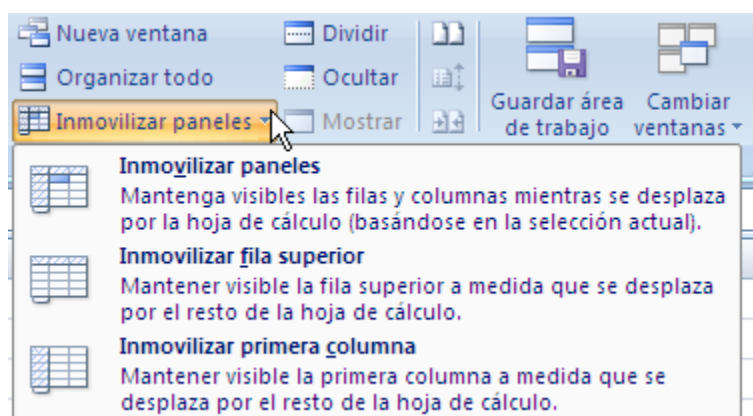 Nueva ventana
Dividir
Organizar todo
Ocultar
Inmovilizar paneles
Mostrar
Guardar área
de trabajo
Cambiar
ventanas
Inmovilizar paneles
Mantenga visibles las filas y columnas mientras se desplaza
por la hoja de cálculo (basándose en la selección actual).
Inmovilizar fila superior
Mantener visible la fila superior a medida que se desplaza
por el resto de la hoja de cálculo.
Inmovilizar primera columna
Mantener visible la primera columna a medida que se
desplaza por el resto de la hoja de cálculo.